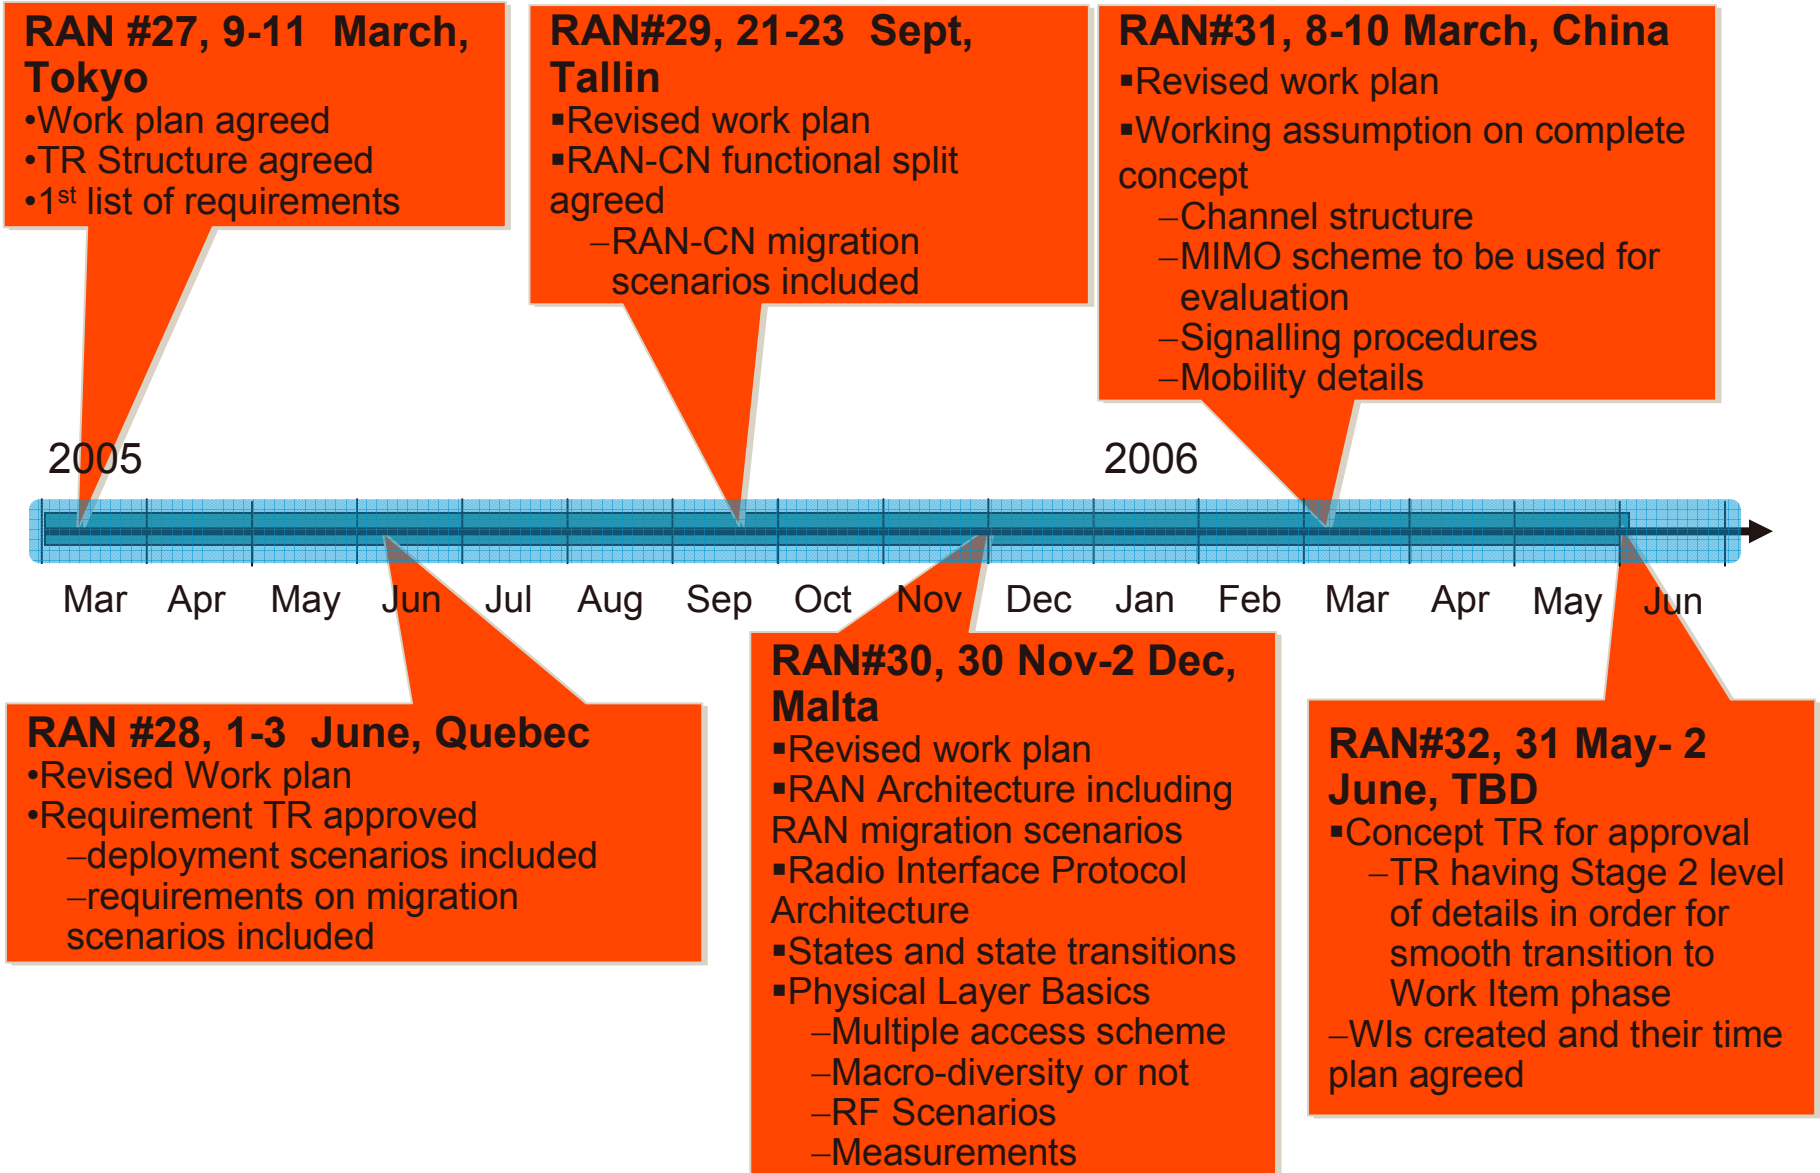 RAN #27, 9-11 March,
Tokyo
•Work plan agreed
•TR Structure agreed
•1st list of requirements
RAN#29, 21-23 Sept,
Tallin
▪Revised work plan
▪RAN-CN functional split
agreed
–RAN-CN migration
scenarios included
RAN#31, 8-10 March, China
▪Revised work plan
▪Working assumption on complete
concept
–Channel structure
–MIMO scheme to be used for
evaluation
–Signalling procedures
–Mobility details
2005
2006
Mar Apr May Jun Jul Aug Sep Oct Nov Dec Jan Feb Mar Apr May Jun
RAN #28, 1-3 June, Quebec
•Revised Work plan
•Requirement TR approved
–deployment scenarios included
–requirements on migration
scenarios included
RAN#30, 30 Nov-2 Dec,
Malta
▪Revised work plan
▪RAN Architecture including
RAN migration scenarios
▪Radio Interface Protocol
Architecture
▪States and state transitions
▪Physical Layer Basics
–Multiple access scheme
–Macro-diversity or not
–RF Scenarios
–Measurements
RAN#32, 31 May- 2
June, TBD
▪Concept TR for approval
–TR having Stage 2 level
of details in order for
smooth transition to
Work Item phase
–WIs created and their time
plan agreed